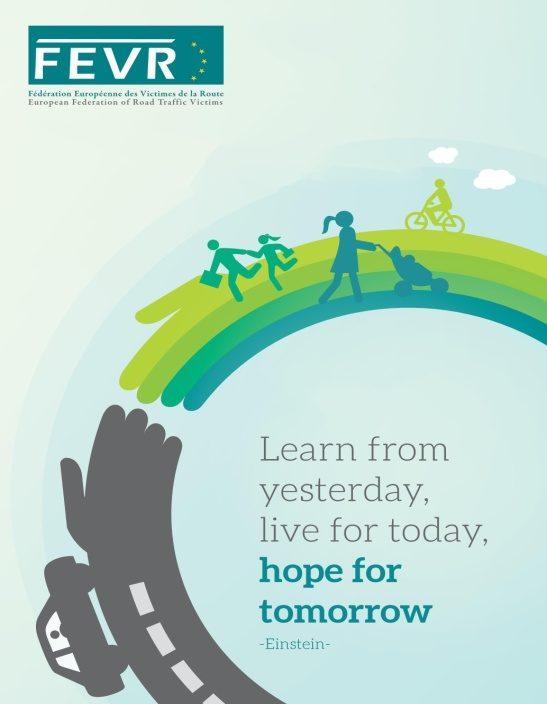 FEVR
Fédération Européenne des Victimes de la Route
European Federation of Road Traffic Victims
Learn from
yesterday,
live for today,
hope for
tomorrow
-Einstein-